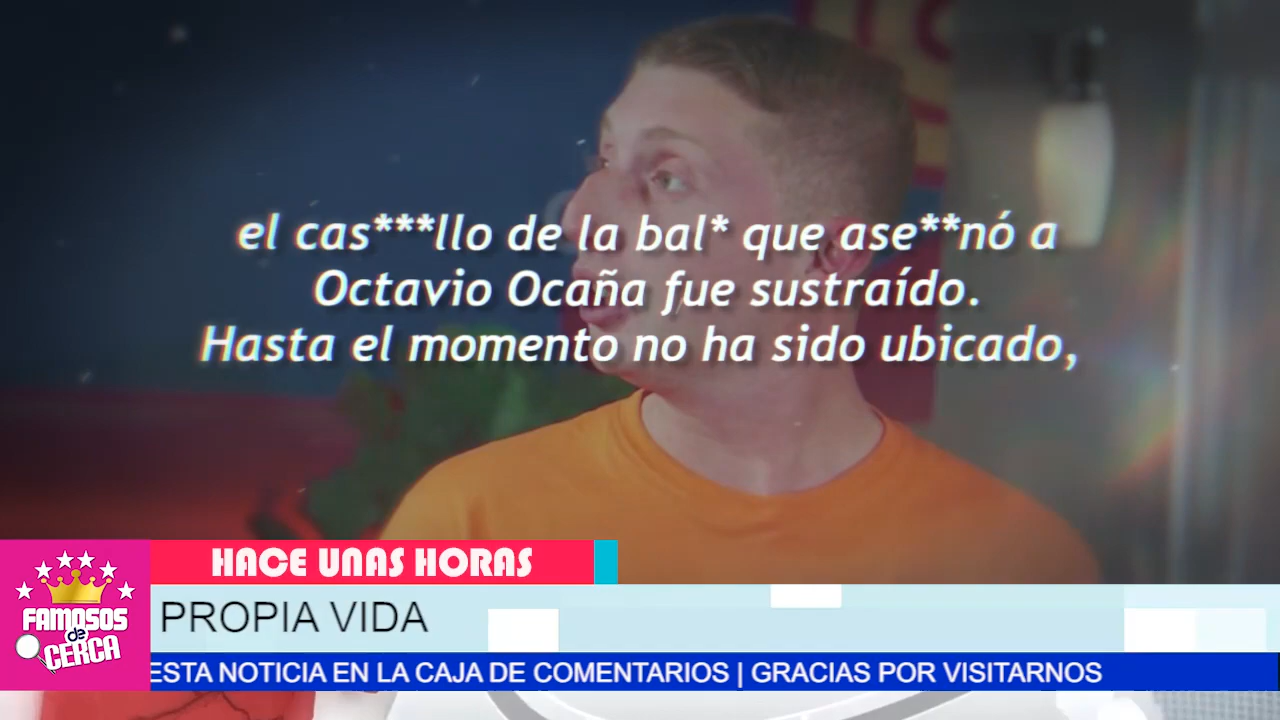 el cas***llo de la bal* que ase**nó a
Octavio Ocaña fue sustraído.
Hasta el momento no ha sido ubicado,
HACE UNAS HORAS
PROPIA VIDA
FAMOSOS
de
CERCA
ESTA NOTICIA EN LA CAJA DE COMENTARIOS | GRACIAS POR VISITARNOS